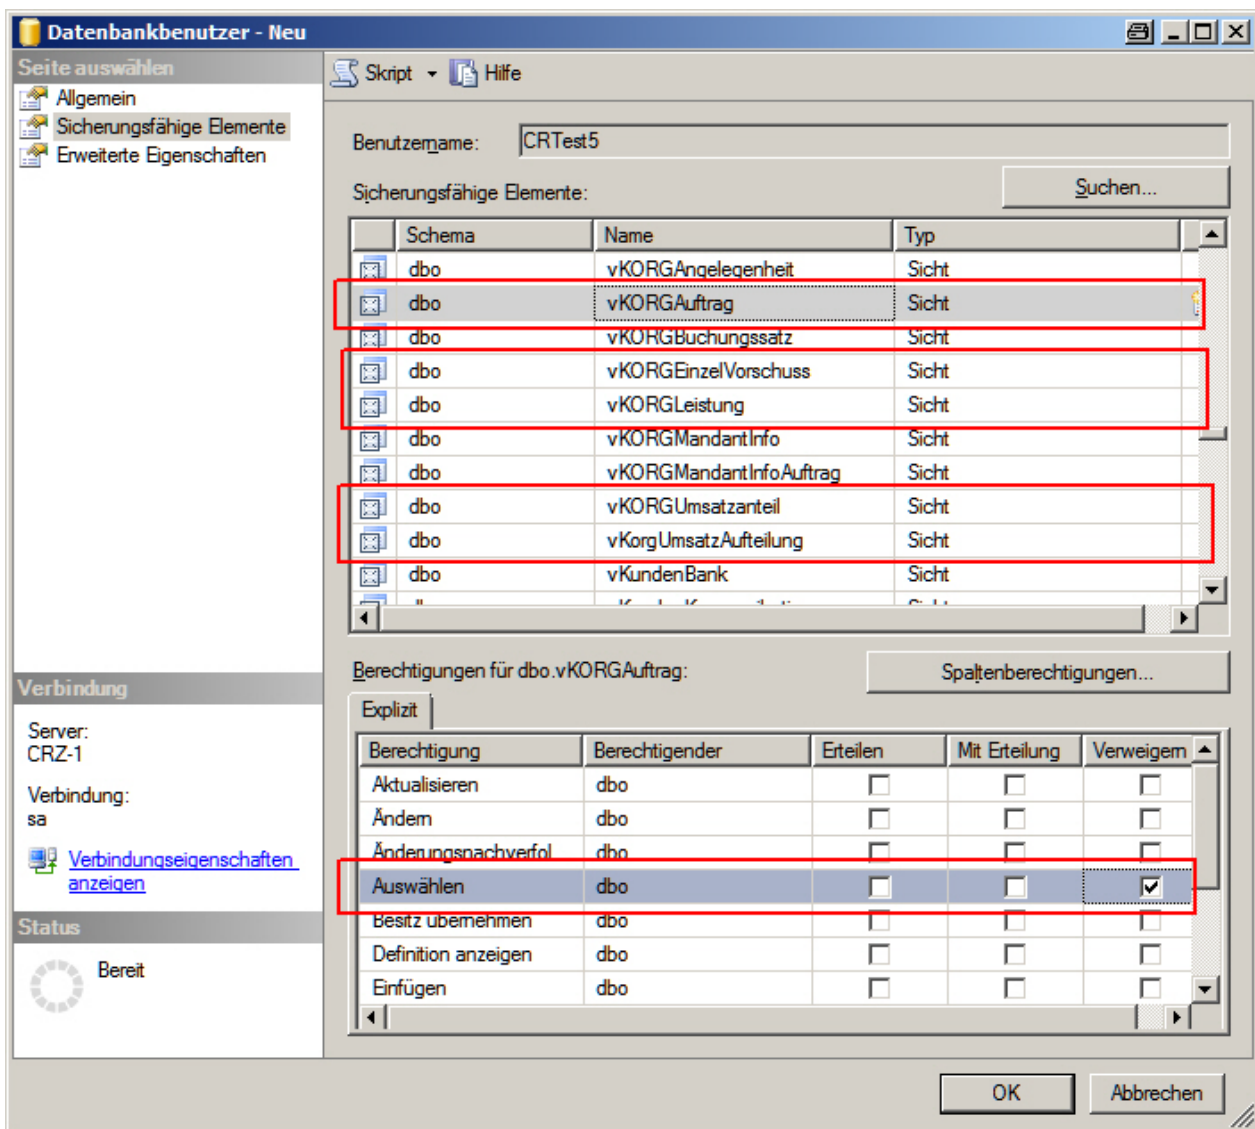 Datenbankbenutzer - Neu
Seite auswählen
Allgemein
Sicherungsfähige Elemente
Erweiterte Eigenschaften
Skript
Hilfe
Benutzername:
CRTest5
Sicherungsfähige Elemente:
Suchen...
Schema Name Typ
dbo vKORGAngelegenheit Sicht
dbo vKORGAuftrag Sicht
dbo vKORGBuchungssatz Sicht
dbo vKORGEinzelVorschuss Sicht
dbo vKORGLeistung Sicht
dbo vKORGMandantInfo Sicht
dbo vKORGMandantInfoAuftrag Sicht
dbo vKORGUmsatzanteil Sicht
dbo vKorgUmsatzAufteilung Sicht
dbo vKundenBank Sicht
Berechtigungen für dbo.vKORGAuftrag:
Spaltenberechtigungen...
Explizit
Berechtigung Berechtigender Erteilen Mit Erteilung Verweigern
Aktualisieren dbo
Ändern dbo
Änderungsnachverfol dbo
Auswählen dbo
Besitz übernehmen dbo
Definition anzeigen dbo
Einfügen dbo
Verbindung
Server:
CRZ-1
Verbindung:
sa
Verbindungseigenschaften
anzeigen
Status
Bereit
OK
Abbrechen